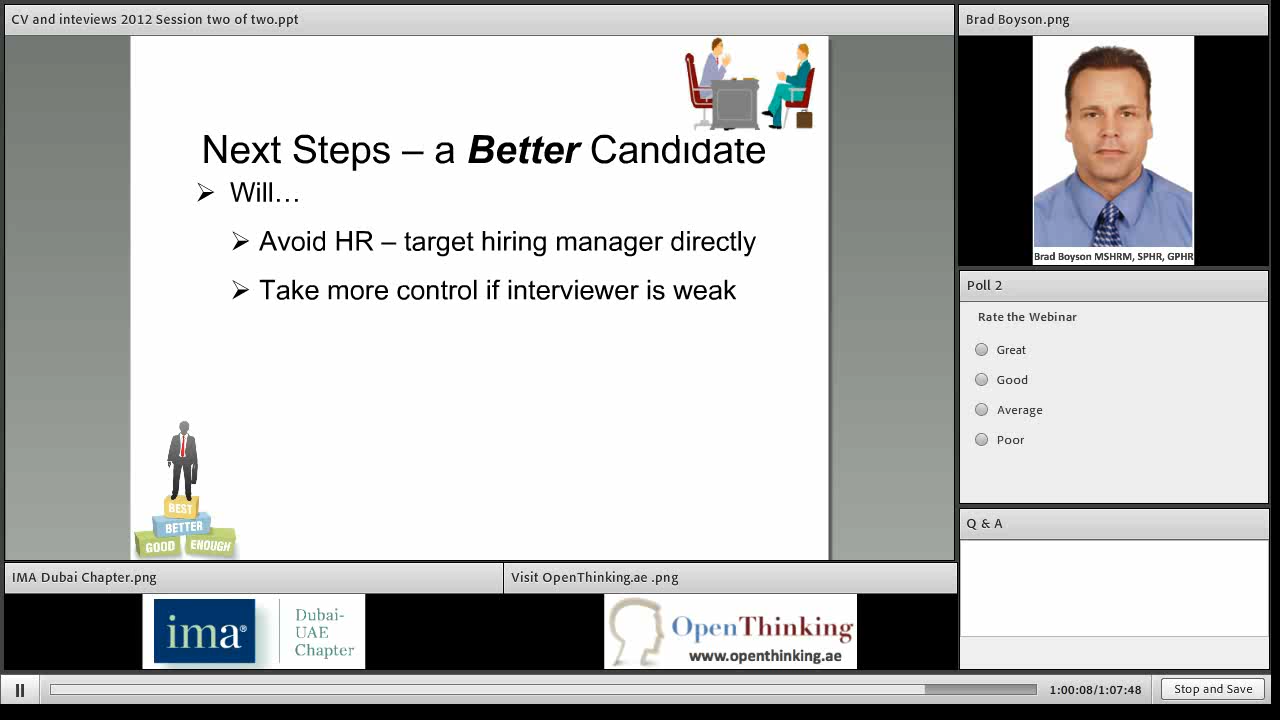 CV and inteviews 2012 Session two of two.ppt
Next Steps – a Better Candidate
➢ Will…
➢ Avoid HR – target hiring manager directly
➢ Take more control if interviewer is weak
BEST
BETTER
GOOD ENOUGH
Brad Boyson.png
Brad Boyson MSHRM, SPHR, GPHR
Poll 2
Rate the Webinar
Great
Good
Average
Poor
Q & A
IMA Dubai Chapter.png
ima®
Dubai-
UAE
Chapter
Visit OpenThinking.ae .png
OpenThinking
www.openthinking.ae
1:00:08/1:07:48
Stop and Save